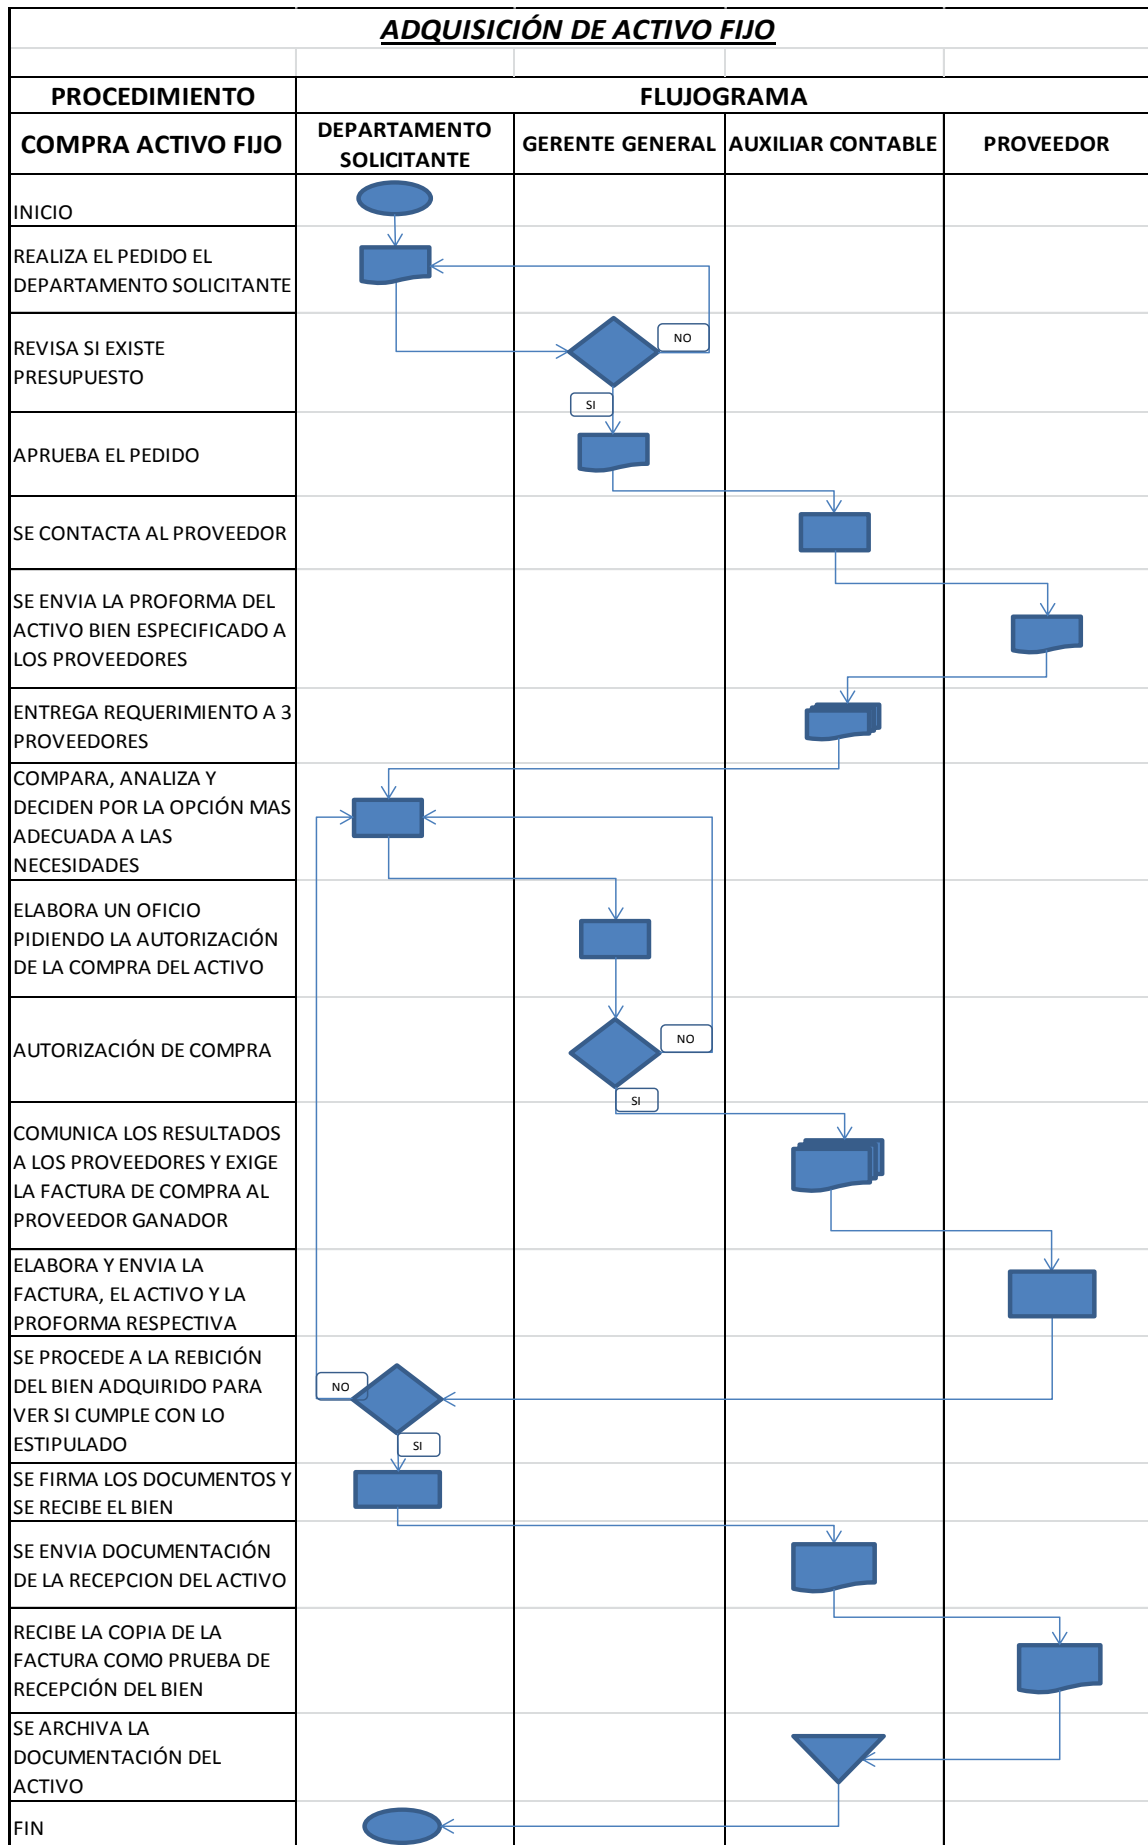 ADQUISICIÓN DE ACTIVO FIJO
PROCEDIMIENTO
FLUJOGRAMA
COMPRA ACTIVO FIJO
DEPARTAMENTO
SOLICITANTE
GERENTE GENERAL
AUXILIAR CONTABLE
PROVEEDOR
INICIO
REALIZA EL PEDIDO EL
DEPARTAMENTO SOLICITANTE
REVISA SI EXISTE
PRESUPUESTO
NO
SI
APRUEBA EL PEDIDO
SE CONTACTA AL PROVEEDOR
SE ENVIA LA PROFORMA DEL
ACTIVO BIEN ESPECIFICADO A
LOS PROVEEDORES
ENTREGA REQUERIMIENTO A 3
PROVEEDORES
COMPARA, ANALIZA Y
DECIDEN POR LA OPCIÓN MAS
ADECUADA A LAS
NECESIDADES
ELABORA UN OFICIO
PIDIENDO LA AUTORIZACIÓN
DE LA COMPRA DEL ACTIVO
AUTORIZACIÓN DE COMPRA
NO
SI
COMUNICA LOS RESULTADOS
A LOS PROVEEDORES Y EXIGE
LA FACTURA DE COMPRA AL
PROVEEDOR GANADOR
ELABORA Y ENVIA LA
FACTURA, EL ACTIVO Y LA
PROFORMA RESPECTIVA
SE PROCEDE A LA REBICIÓN
DEL BIEN ADQUIRIDO PARA
VER SI CUMPLE CON LO
ESTIPULADO
NO
SI
SE FIRMA LOS DOCUMENTOS Y
SE RECIBE EL BIEN
SE ENVIA DOCUMENTACIÓN
DE LA RECEPCION DEL ACTIVO
RECIBE LA COPIA DE LA
FACTURA COMO PRUEBA DE
RECEPCIÓN DEL BIEN
SE ARCHIVA LA
DOCUMENTACIÓN DEL
ACTIVO
FIN